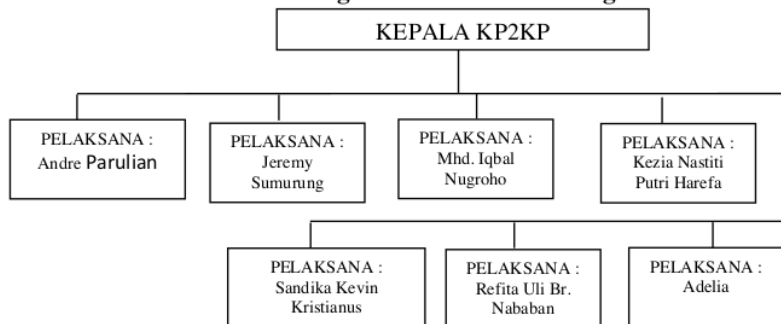 KEPALA KP2KP
PELAKSANA :
Andre Parulian
PELAKSANA :
Jeremy
Sumurung
PELAKSANA :
Mhd. Iqbal
Nugroho
PELAKSANA :
Kezia Nastiti
Putri Harefa
PELAKSANA :
Sandika Kevin
Kristianus
PELAKSANA :
Refita Uli Br.
Nababan
PELAKSANA :
Adelia